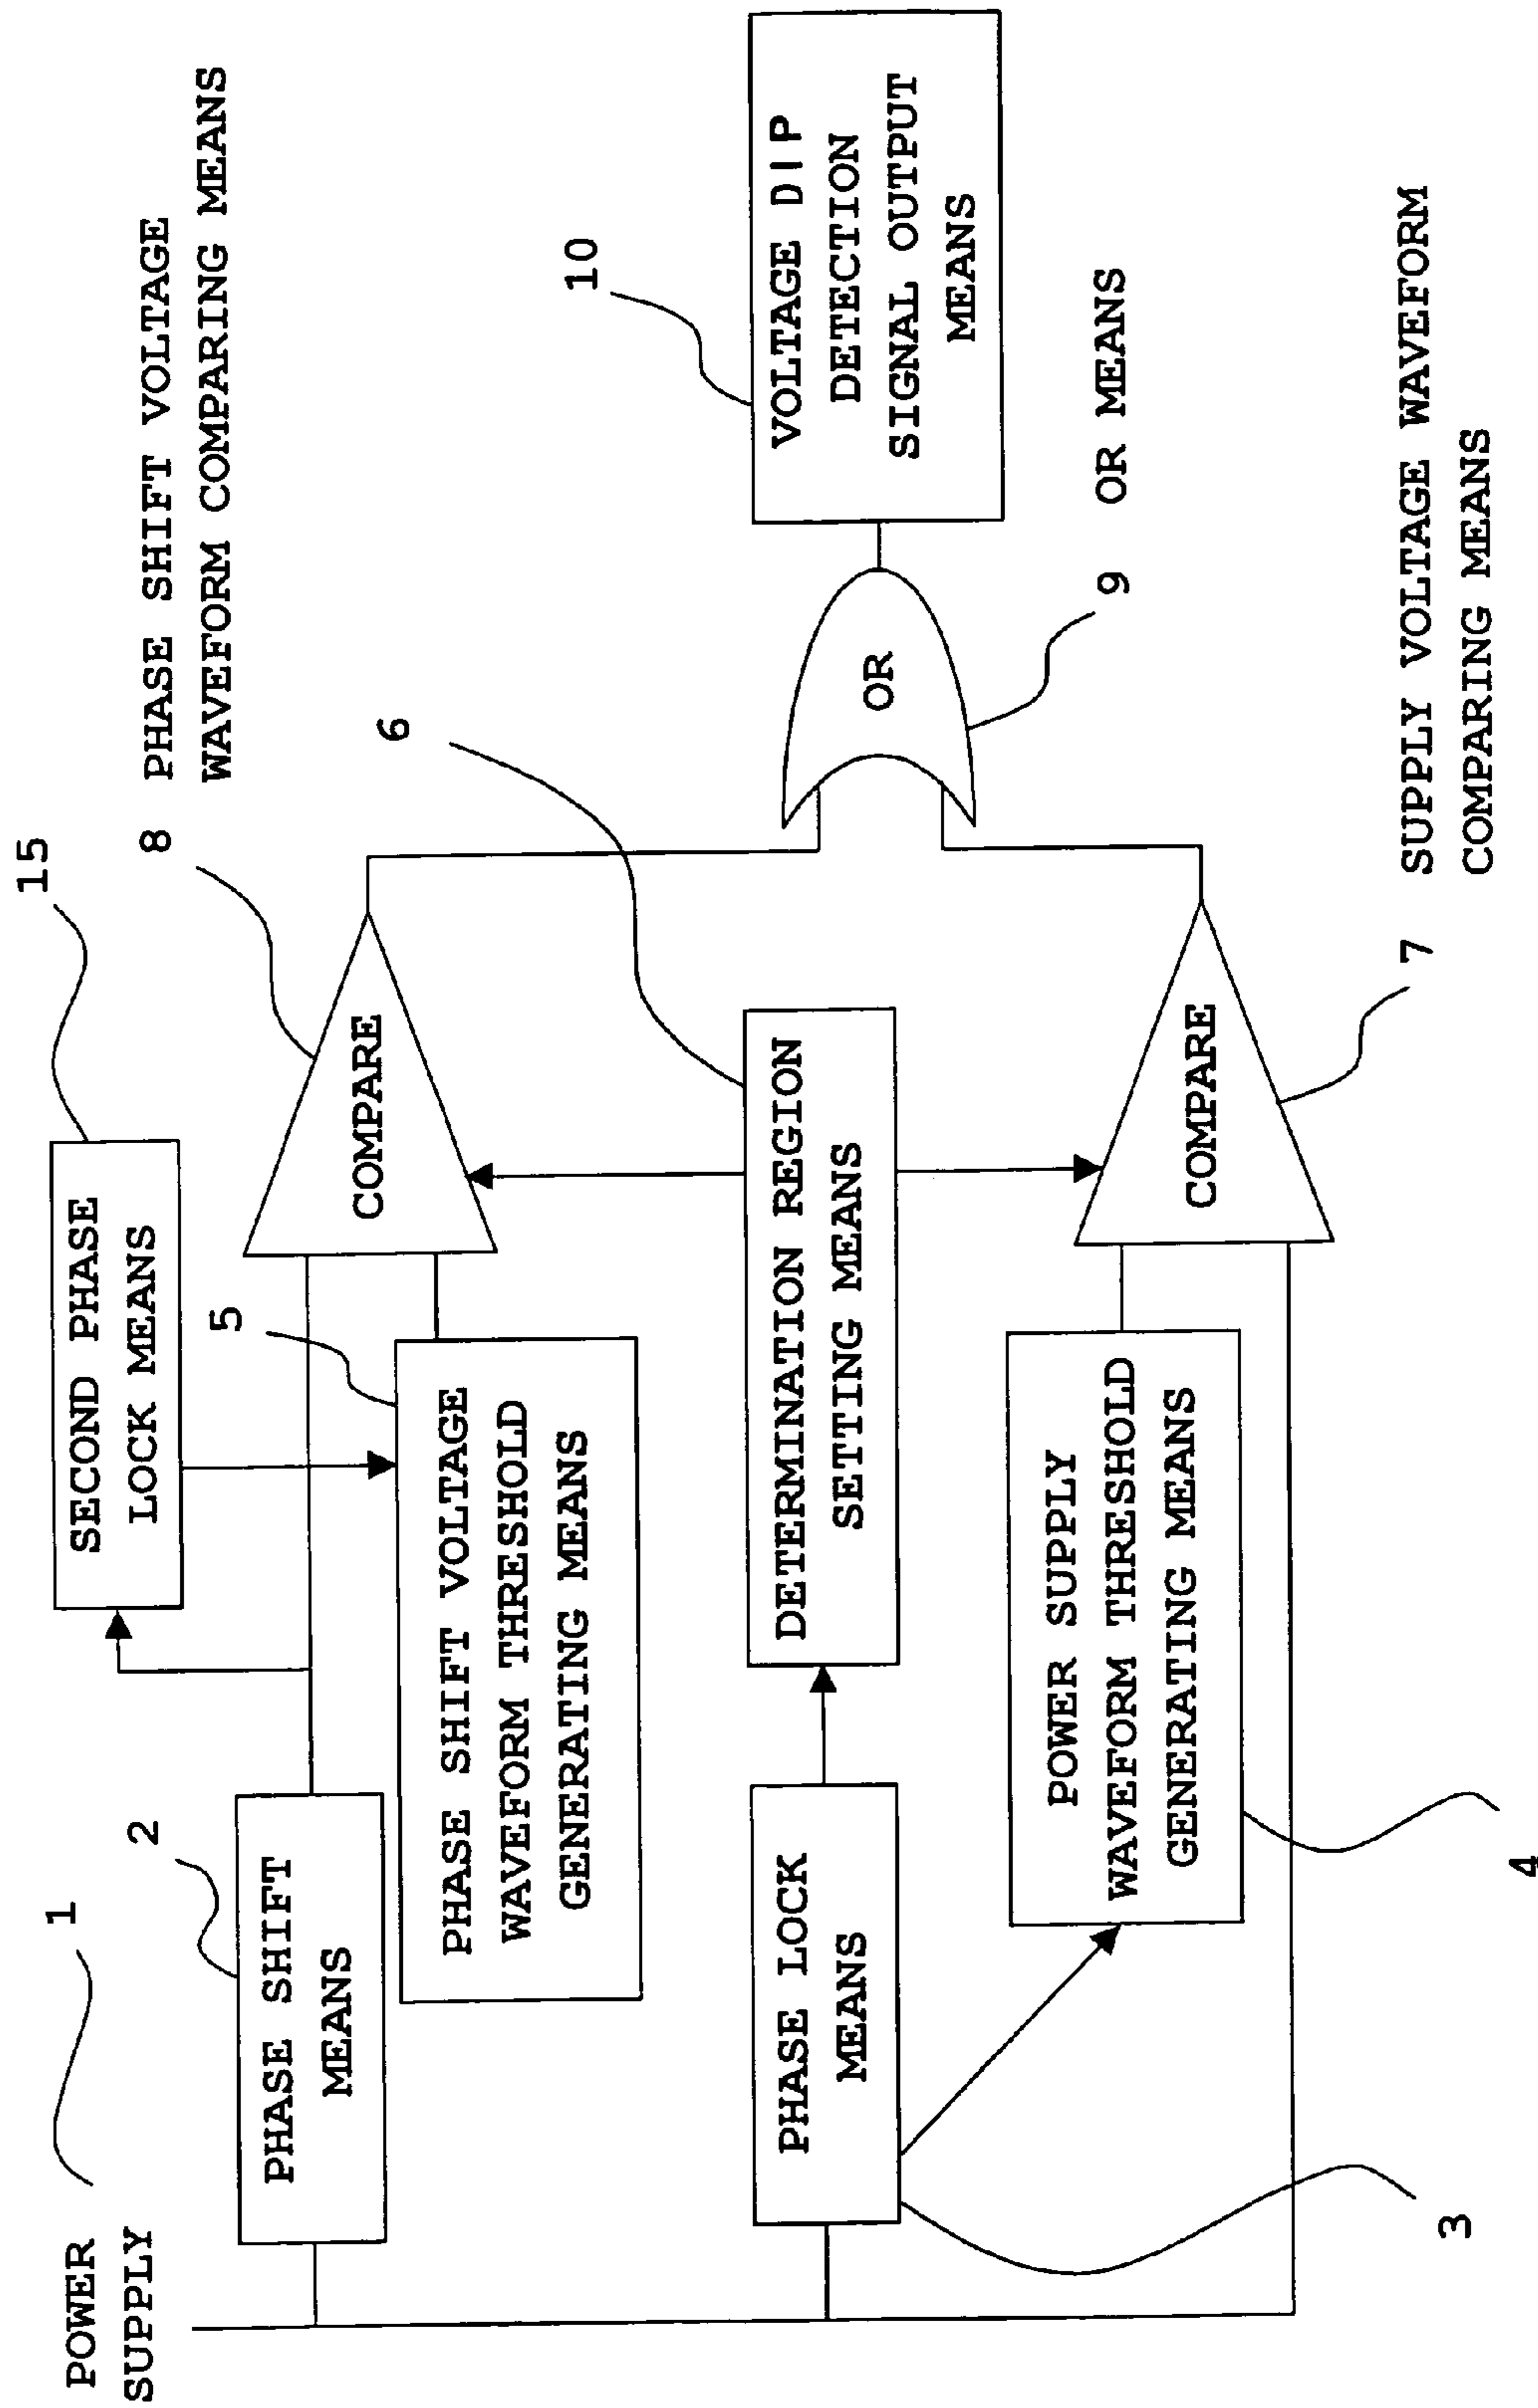 POWER
SUPPLY
1
2
PHASE SHIFT
MEANS
SECOND PHASE
LOCK MEANS
15
5
PHASE SHIFT VOLTAGE
WAVEFORM THRESHOLD
GENERATING MEANS
COMPARE
8 PHASE SHIFT VOLTAGE
WAVEFORM COMPARING MEANS
PHASE LOCK
MEANS
3
DETERMINATION REGION
SETTING MEANS
6
POWER SUPPLY
WAVEFORM THRESHOLD
GENERATING MEANS
4
COMPARE
7 SUPPLY VOLTAGE WAVEFORM
COMPARING MEANS
OR
9 OR MEANS
10
VOLTAGE DIP
DETECTION
SIGNAL OUTPUT
MEANS